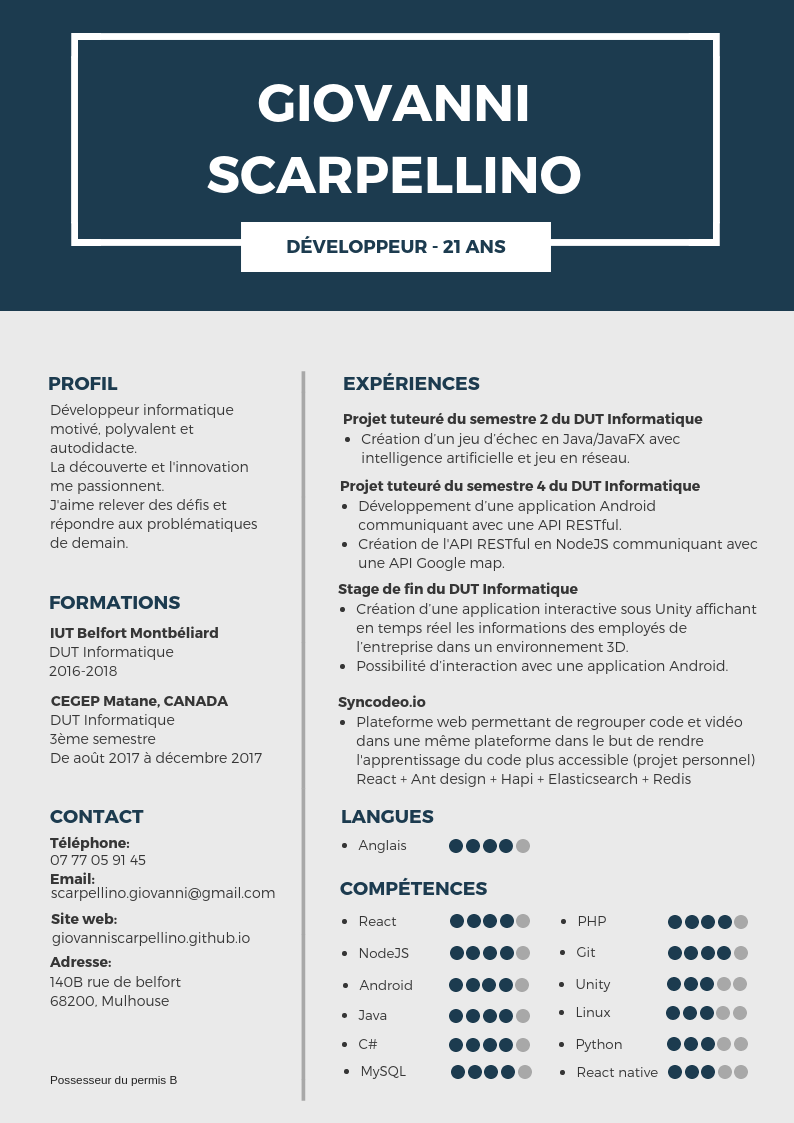 GIOVANNI
SCARPELLINO
DÉVELOPPEUR - 21 ANS
PROFIL
Développeur informatique
motivé, polyvalent et
autodidacte.
La découverte et l'innovation
me passionnent.
J'aime relever des défis et
répondre aux problématiques
de demain.
FORMATIONS
IUT Belfort Montbéliard
DUT Informatique
2016-2018
CEGEP Matane, CANADA
DUT Informatique
3ème semestre
De août 2017 à décembre 2017
CONTACT
Téléphone:
07 77 05 91 45
Email:
scarpellino.giovanni@gmail.com
Site web:
giovanniscarpellino.github.io
Adresse:
140B rue de belfort
68200, Mulhouse
Possesseur du permis B
EXPÉRIENCES
Projet tuteuré du semestre 2 du DUT Informatique
• Création d'un jeu d'échec en Java/JavaFX avec
intelligence artificielle et jeu en réseau.
Projet tuteuré du semestre 4 du DUT Informatique
• Développement d'une application Android
communiquant avec une API RESTful.
• Création de l'API RESTful en NodeJS communiquant avec
une API Google map.
Stage de fin du DUT Informatique
• Création d'une application interactive sous Unity affichant
en temps réel les informations des employés de
l'entreprise dans un environnement 3D.
• Possibilité d'interaction avec une application Android.
Syncodeo.io
• Plateforme web permettant de regrouper code et vidéo
dans une même plateforme dans le but de rendre
l'apprentissage du code plus accessible (projet personnel)
React + Ant design + Hapi + Elasticsearch + Redis
LANGUES
• Anglais
COMPÉTENCES
• React
• NodeJS
• Android
• Java
• C#
• MySQL
• PHP
• Git
• Unity
• Linux
• Python
• React native